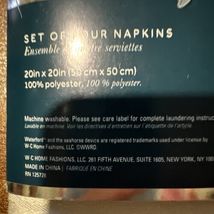 SET OF FOUR NAPKINS
Ensemble de quatre serviettes
20in x 20in (50 cm x 50 cm)
100% polyester, 100 % polyester.
Machine washable. Please see care label for complete laundering instruct
Lavable en machine. Voir les directives d'entretien sur l'étiquette
Waterford® and the seahorse device are registered trademarks used under license by
W-C Home Fashions, LLC. ©WWRD
W-C HOME FASHIONS, LLC 261 FIFTH AVENUE, SUITE 1605, NEW YORK, NY 100
MADE IN CHINA / FABRIQUÉ EN CHINE
RN 125721